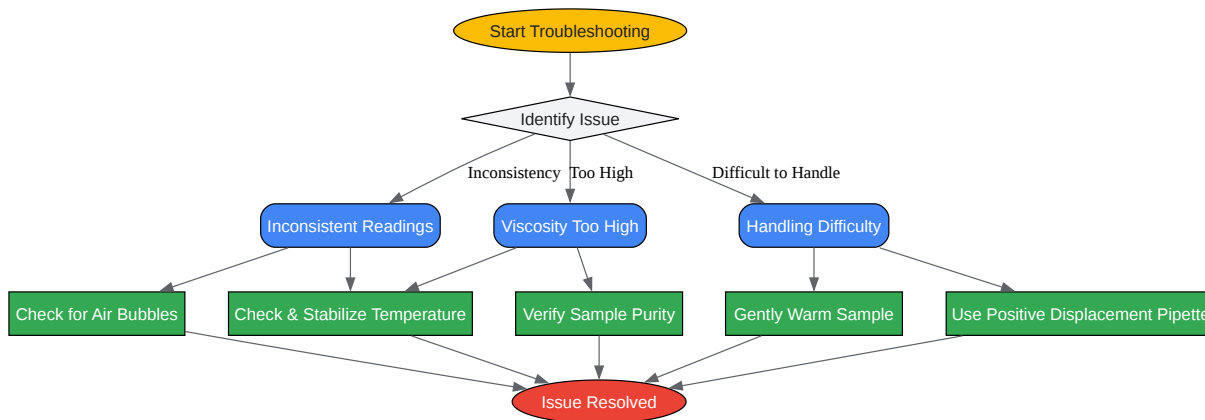 Start Troubleshooting
Identify Issue
Inconsistency
Too High
Difficult to Handle
Inconsistent Readings
Viscosity Too High
Handling Difficulty
Check for Air Bubbles
Check & Stabilize Temperature
Verify Sample Purity
Gently Warm Sample
Use Positive Displacement Pipette
Issue Resolved